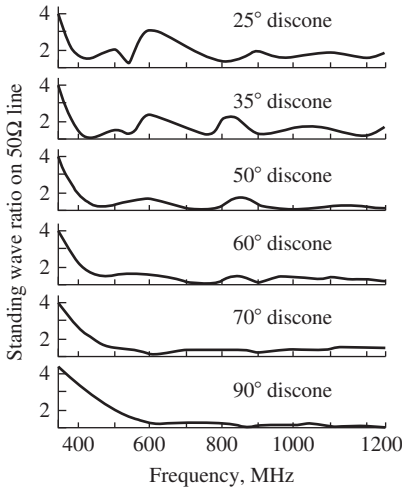 25° discone
4
2
35° discone
4
2
50° discone
4
2
60° discone
4
2
70° discone
4
2
90° discone
4
2
Standing wave ratio on 50Ω line
400 600 800 1000 1200
Frequency, MHz